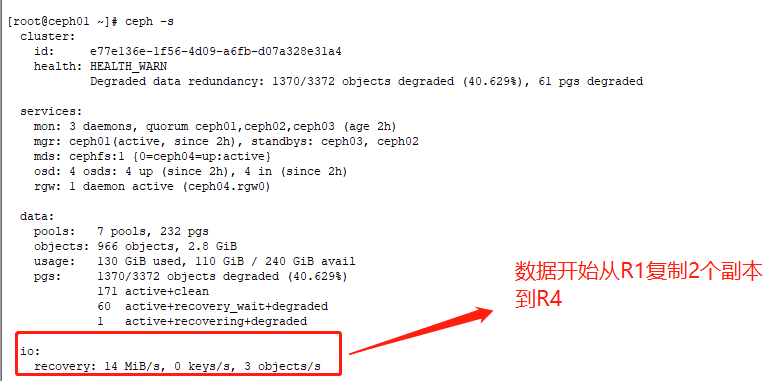 [root@ceph01 ~]# ceph -s
  cluster:
    id:     e77e136e-1f56-4d09-a6fb-d07a328e31a4
    health: HEALTH_WARN
            Degraded data redundancy: 1370/3372 objects degraded (40.629%), 61 pgs degraded

  services:
    mon: 3 daemons, quorum ceph01,ceph02,ceph03 (age 2h)
    mgr: ceph01(active, since 2h), standbys: ceph03, ceph02
    mds: cephfs:1 {0=ceph04=up:active}
    osd: 4 osds: 4 up (since 2h), 4 in (since 2h)
    rgw: 1 daemon active (ceph04.rgw0)

  data:
    pools:   7 pools, 232 pgs
    objects: 966 objects, 2.8 GiB
    usage:   130 GiB used, 110 GiB / 240 GiB avail
    pgs:     1370/3372 objects degraded (40.629%)
             171 active+clean
             60  active+recovery_wait+degraded
             1   active+recovering+degraded

  io:
    recovery: 14 MiB/s, 0 keys/s, 3 objects/s
数据开始从R1复制2个副本
到R4